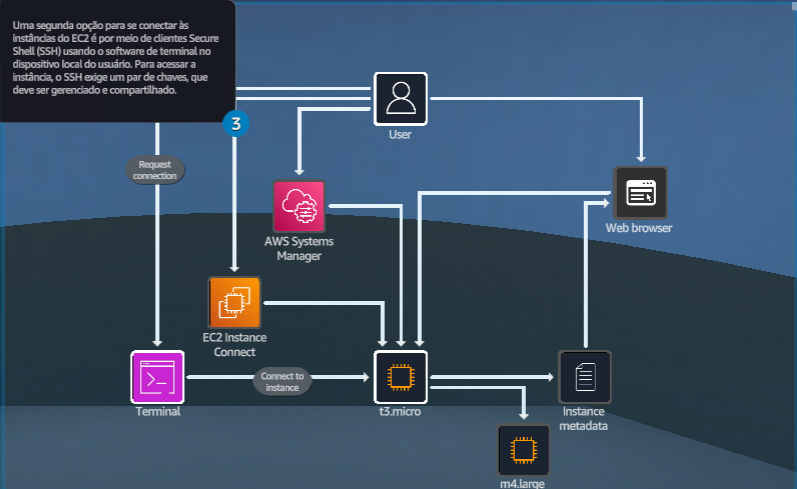 Uma segunda opção para se conectar às
instâncias do EC2 é por meio de clientes Secure
Shell (SSH) usando o software de terminal no
dispositivo local do usuário. Para acessar a
instância, o SSH exige um par de chaves, que
deve ser gerenciado e compartilhado.
3
User
Request
connection
Web browser
AWS Systems
Manager
EC2 Instance
Connect
Connect to
instance
Terminal
t3.micro
Instance
metadata
m4.large